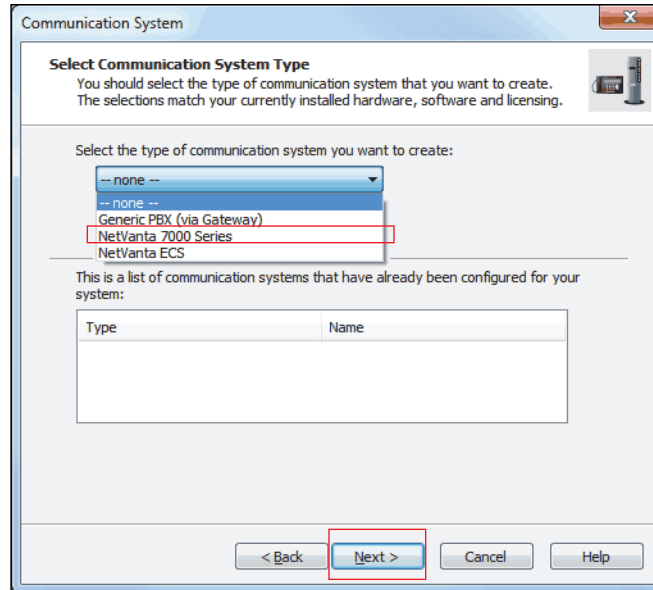 Communication System
X
Select Communication System Type
You should select the type of communication system that you want to create.
The selections match your currently installed hardware, software and licensing.
Select the type of communication system you want to create:
-- none --
-- none --
Generic PBX (via Gateway)
NetVanta 7000 Series
NetVanta ECS
This is a list of communication systems that have already been configured for your
system:
Type Name
< Back Next > Cancel Help